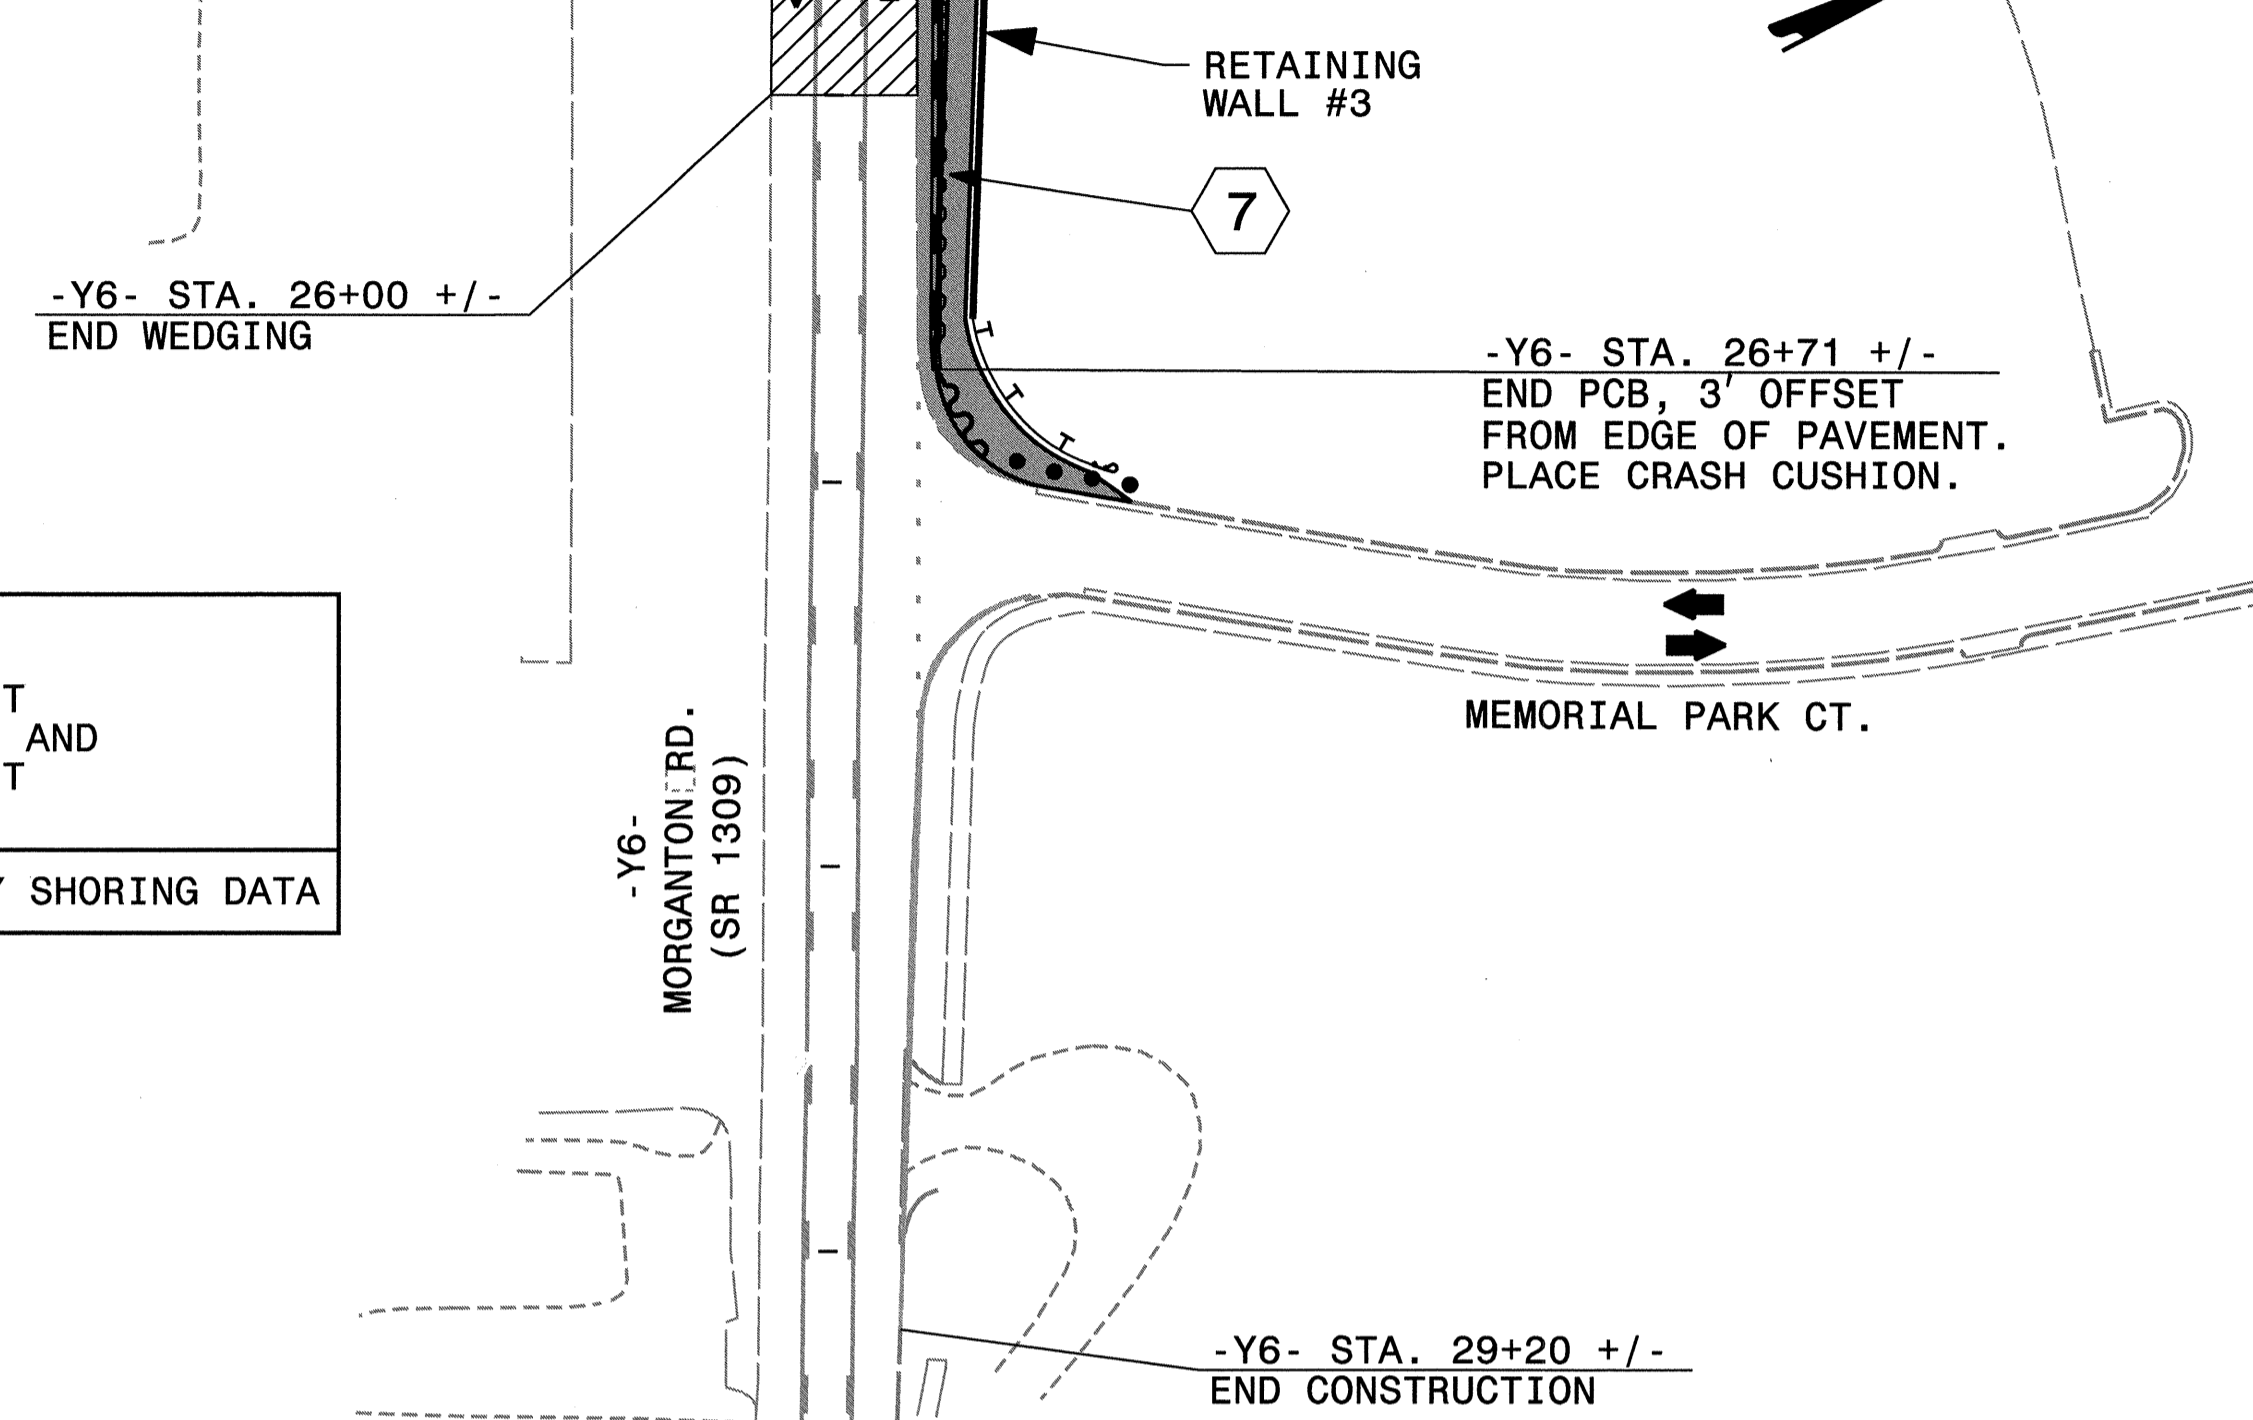 RETAINING
WALL #3
7
-Y6- STA. 26+00 +/-
END WEDGING
-Y6- STA. 26+71 +/-
END PCB, 3' OFFSET
FROM EDGE OF PAVEMENT.
PLACE CRASH CUSHION.
T
AND
T
SHORING DATA
MEMORIAL PARK CT.
-Y6-
MORGANTON RD.
(SR 1309)
-Y6- STA. 29+20 +/-
END CONSTRUCTION